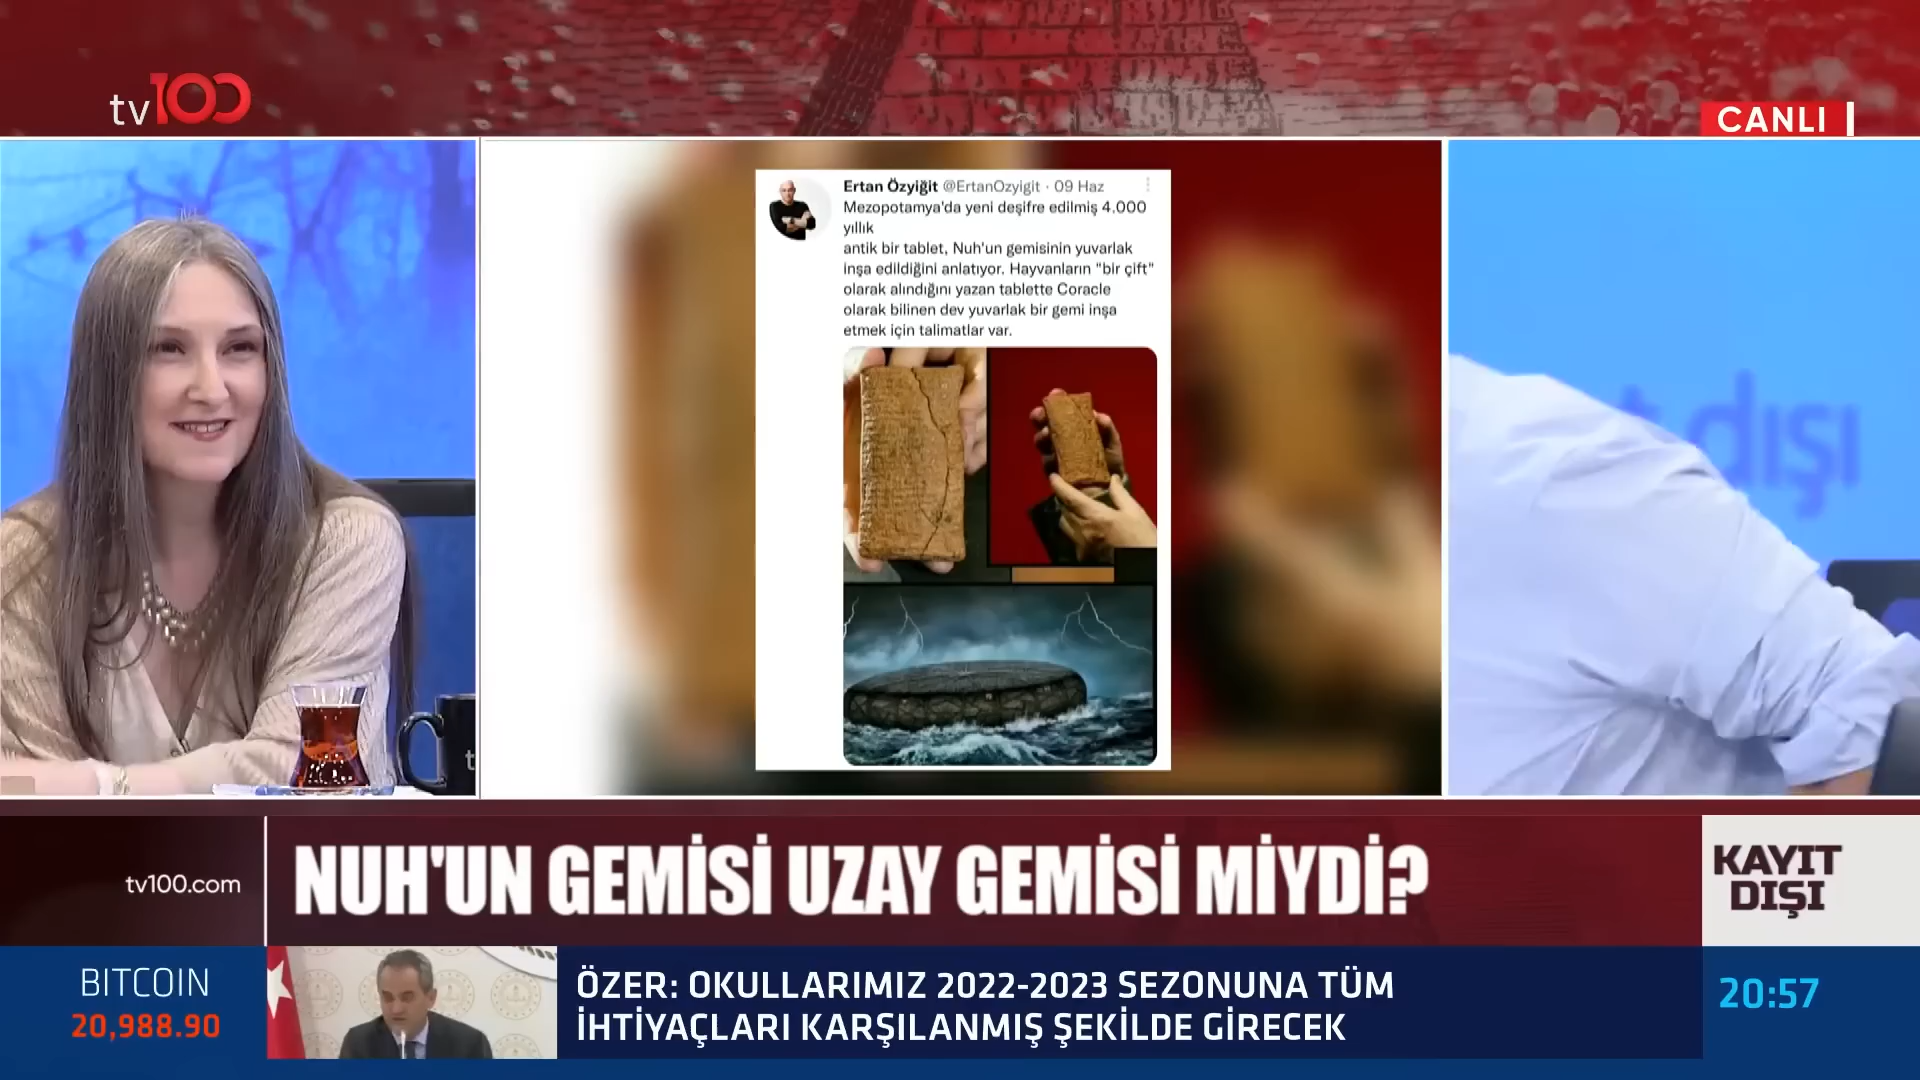 tv100
CANLI
Ertan Özyiğit @ErtanOzyigit · 09 Haz
Mezopotamya'da yeni deşifre edilmiş 4.000
yıllık
antik bir tablet, Nuh'un gemisinin yuvarlak
inşa edildiğini anlatıyor. Hayvanların "bir çift"
olarak alındığını yazan tablette Coracle
olarak bilinen dev yuvarlak bir gemi inşa
etmek için talimatlar var.
dışı
tv100.com
NUH'UN GEMİSİ UZAY GEMİSİ MİYDİ?
KAYIT
DIŞI
BITCOIN
20,988.90
ÖZER: OKULLARIMIZ 2022-2023 SEZONUNA TÜM
İHTİYAÇLARI KARŞILANMIŞ ŞEKİLDE GİRECEK
20:57